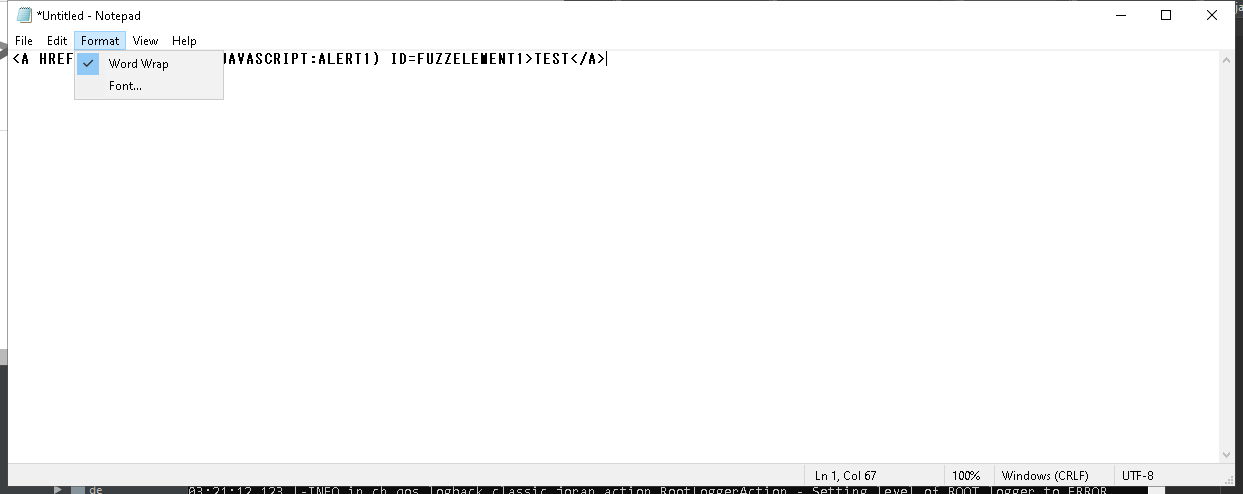 *Untitled - Notepad
File Edit Format View Help
<A HREF JAVASCRIPT:ALERT1) ID=FUZZELEMENT1>TEST</A>
Word Wrap
Font...
Ln 1, Col 67 100% Windows (CRLF) UTF-8
de 03:21:12,123 |-INFO in ch.qos.logback.classic.joran.action.RootLoggerAction - Setting level of ROOT logger to ERROR